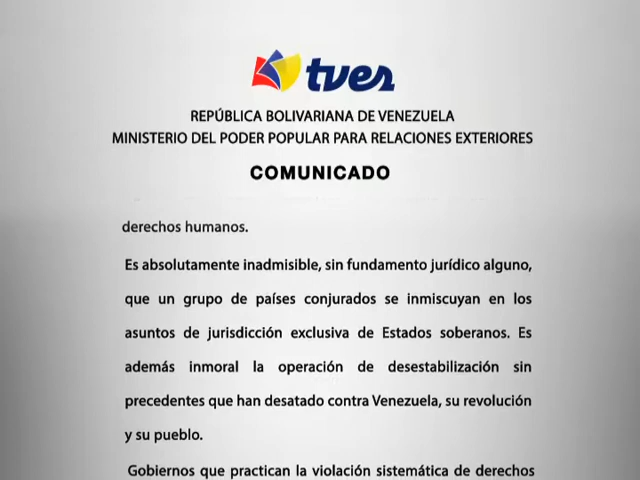 tves
REPÚBLICA BOLIVARIANA DE VENEZUELA
MINISTERIO DEL PODER POPULAR PARA RELACIONES EXTERIORES
COMUNICADO
derechos humanos.
Es absolutamente inadmisible, sin fundamento jurídico alguno,
que un grupo de países conjurados se inmiscuyan en los
asuntos de jurisdicción exclusiva de Estados soberanos. Es
además inmoral la operación de desestabilización sin
precedentes que han desatado contra Venezuela, su revolución
y su pueblo.
Gobiernos que practican la violación sistemática de derechos